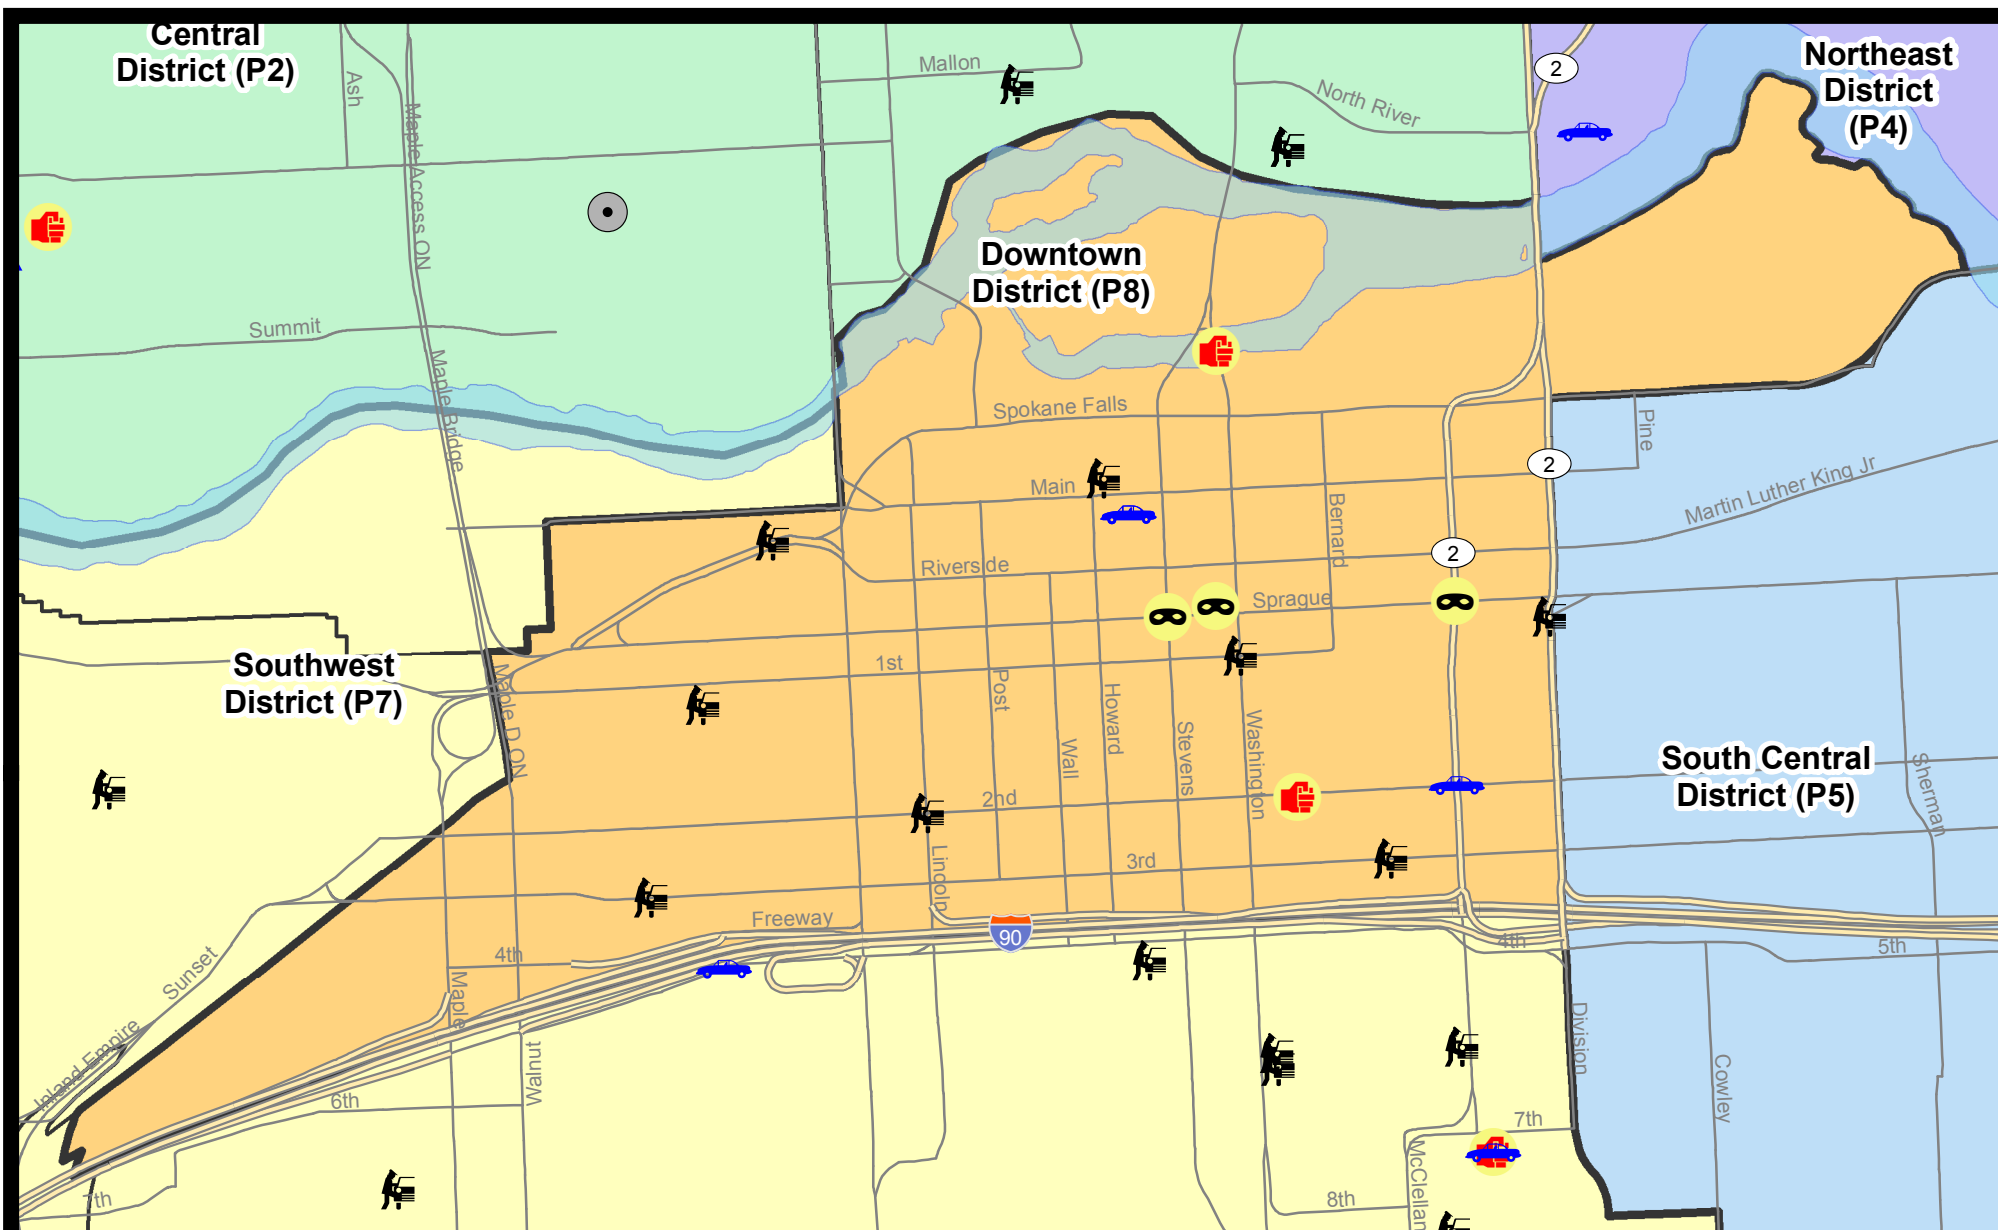 Central
District (P2)
Northeast
District
(P4)
Mallon
2
Ash
North River
Maple Access ON
Downtown
District (P8)
Summit
Maple Bridge
Spokane Falls
Pine
2
Martin Luther King Jr
Main
Bernard
2
Riverside
Sprague
1st
Southwest
District (P7)
Maple D ON
Post
Howard
Wall
Stevens
Washington
South Central
District (P5)
Sherman
2nd
3rd
Lincoln
Freeway
90
4th
4th
5th
Sunset
Maple
Inland Empire
Walnut
Division
Cowley
6th
7th
McClellan
7th
8th